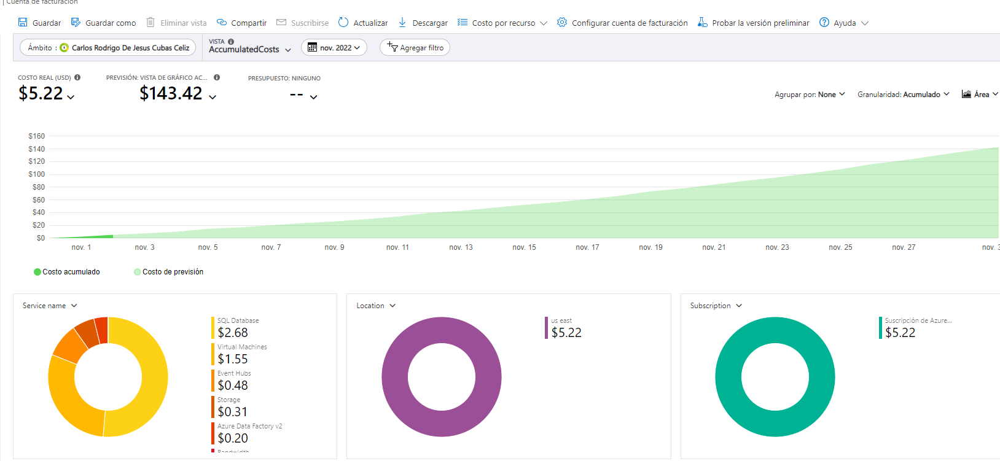 Cuenta de facturación
Guardar Guardar como Eliminar vista Compartir Suscribirse Actualizar Descargar Costo por recurso Configurar cuenta de facturación Probar la versión preliminar Ayuda
Ámbito : Carlos Rodrigo De Jesus Cubas Celiz
VISTA
AccumulatedCosts
nov. 2022
Agregar filtro
COSTO REAL (USD)
$5.22
PREVISIÓN: VISTA DE GRÁFICO AC...
$143.42
PRESUPUESTO: NINGUNO
--
Agrupar por: None Granularidad: Acumulado Área
$160
$140
$120
$100
$80
$60
$40
$20
$0
nov. 1 nov. 3 nov. 5 nov. 7 nov. 9 nov. 11 nov. 13 nov. 15 nov. 17 nov. 19 nov. 21 nov. 23 nov. 25 nov. 27 nov. 3
Costo acumulado Costo de previsión
Service name
SQL Database
$2.68
Virtual Machines
$1.55
Event Hubs
$0.48
Storage
$0.31
Azure Data Factory v2
$0.20
Bandwidth
Location
us east
$5.22
Subscription
Suscripción de Azure...
$5.22